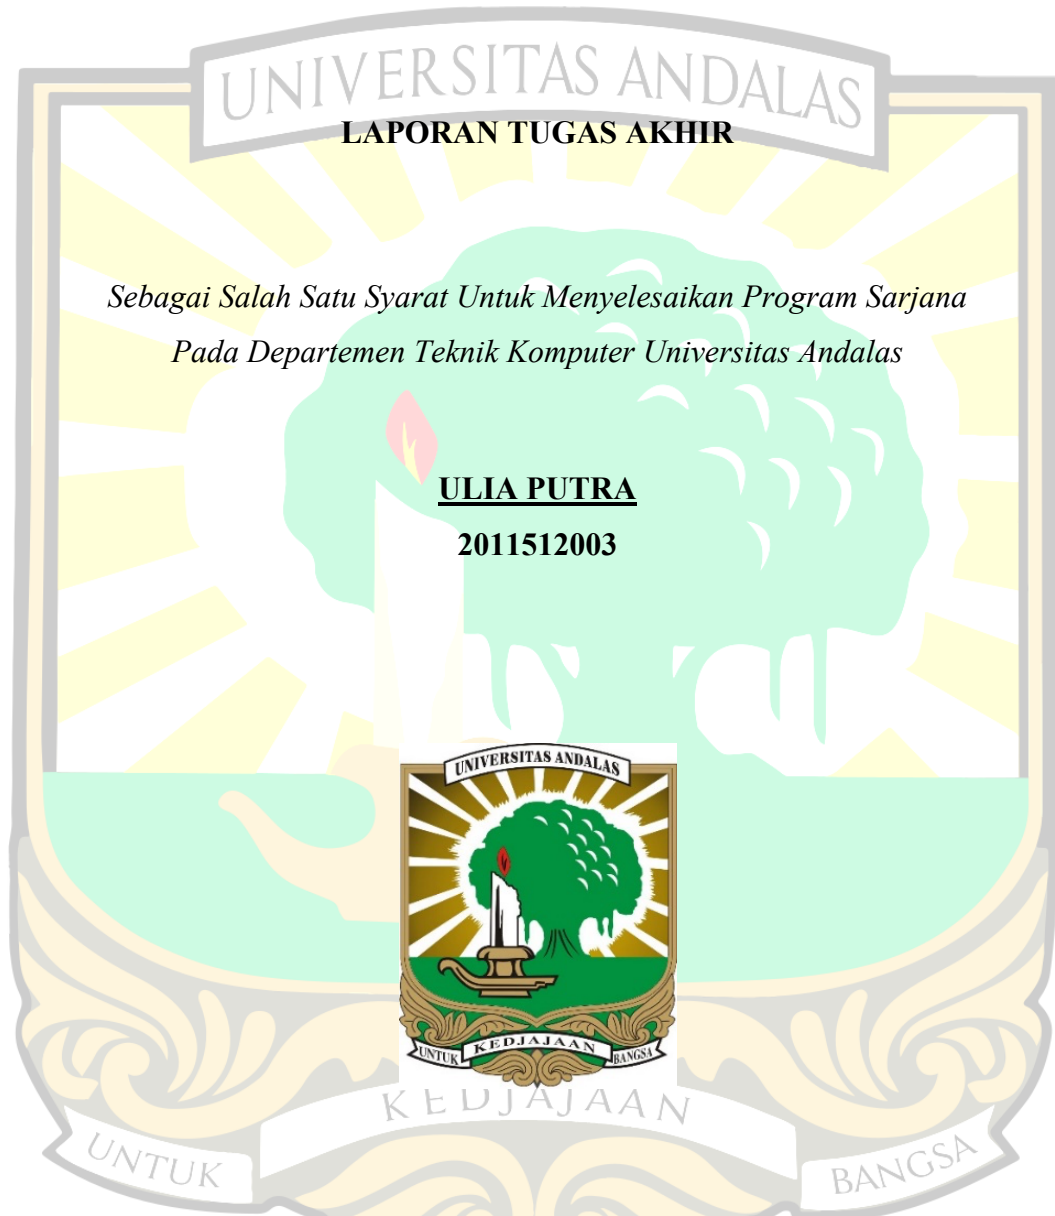 UNIVERSITAS ANDALAS
LAPORAN TUGAS AKHIR
Sebagai Salah Satu Syarat Untuk Menyelesaikan Program Sarjana
Pada Departemen Teknik Komputer Universitas Andalas
ULIA PUTRA
2011512003
UNIVERSITAS ANDALAS
UNTUK KEDJAJAAN BANGSA
UNTUK KEDJAJAAN BANGSA